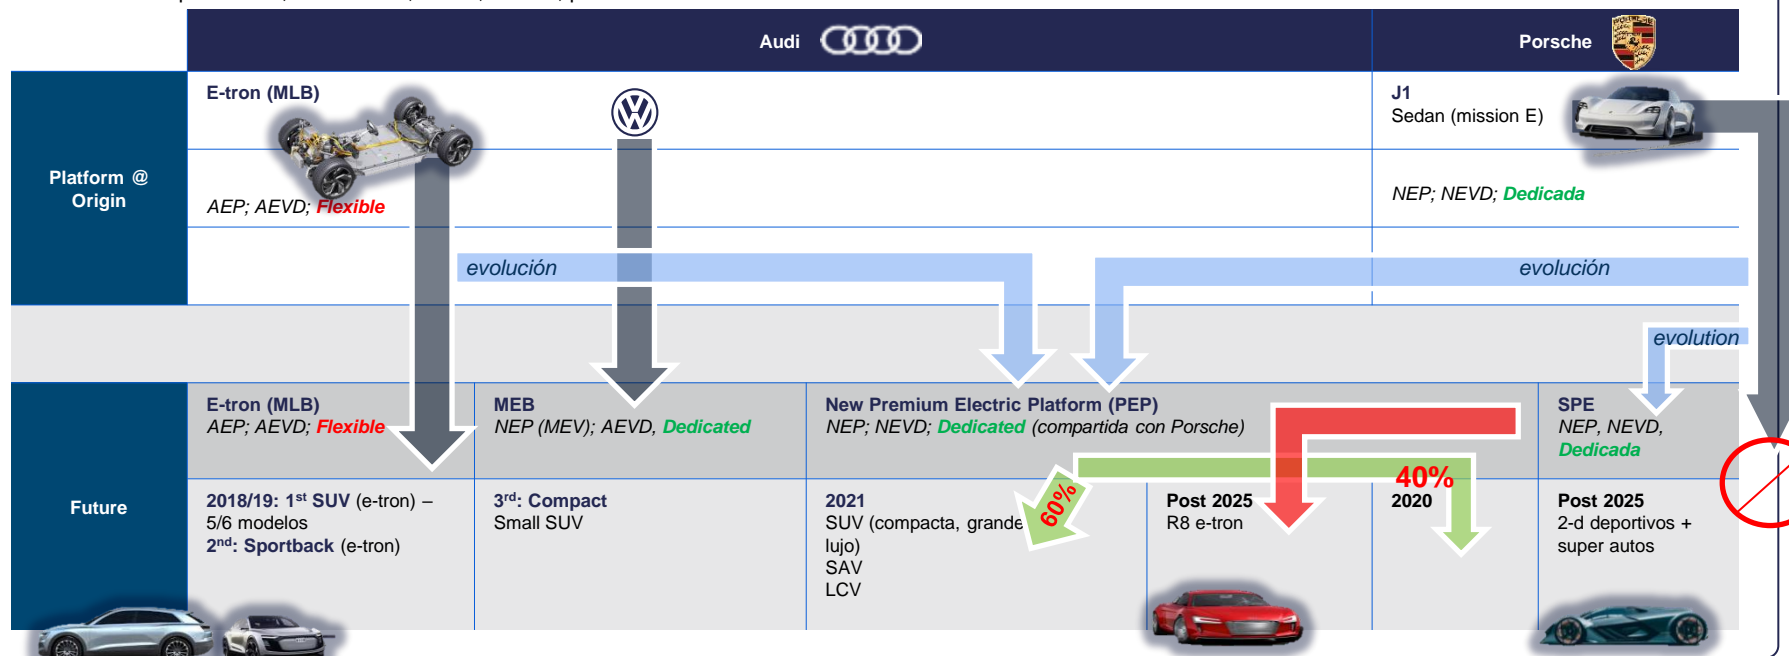 Audi
Porsche
Platform @
Origin
E-tron (MLB)
J1
Sedan (mission E)
AEP; AEVD; Flexible
NEP; NEVD; Dedicada
evolución
evolución
evolution
Future
E-tron (MLB)
AEP; AEVD; Flexible
MEB
NEP (MEV); AEVD, Dedicated
New Premium Electric Platform (PEP)
NEP; NEVD; Dedicated (compartida con Porsche)
SPE
NEP, NEVD,
Dedicada
60%
40%
2018/19: 1st SUV (e-tron) –
5/6 modelos
2nd: Sportback (e-tron)
3rd: Compact
Small SUV
2021
SUV (compacta, grande
lujo)
SAV
LCV
Post 2025
R8 e-tron
2020
Post 2025
2-d deportivos +
super autos